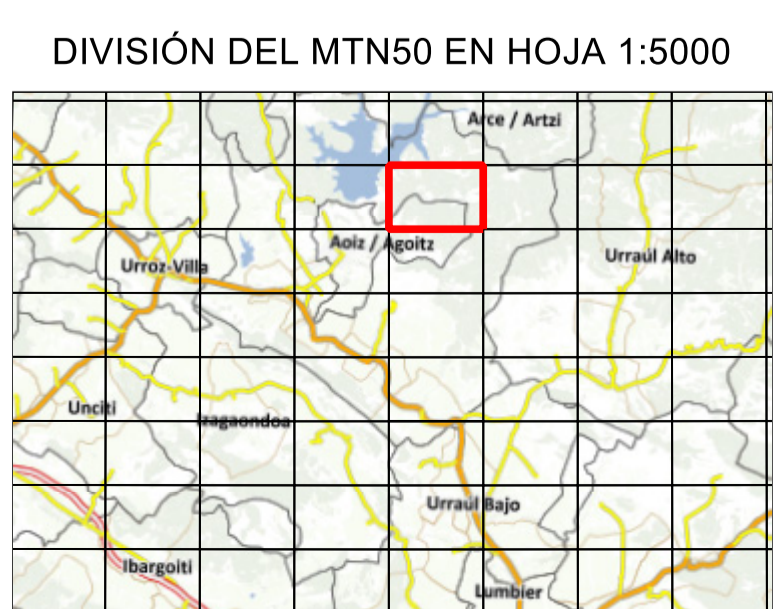 DIVISIÓN DEL MTN50 EN HOJA 1:5000
Arce / Artzi
Aoiz / Agoitz
Urraúl Alto
Urroz-Villa
Unciti
Izagaondoa
Urraúl Bajo
Ibargoiti
Lumbier